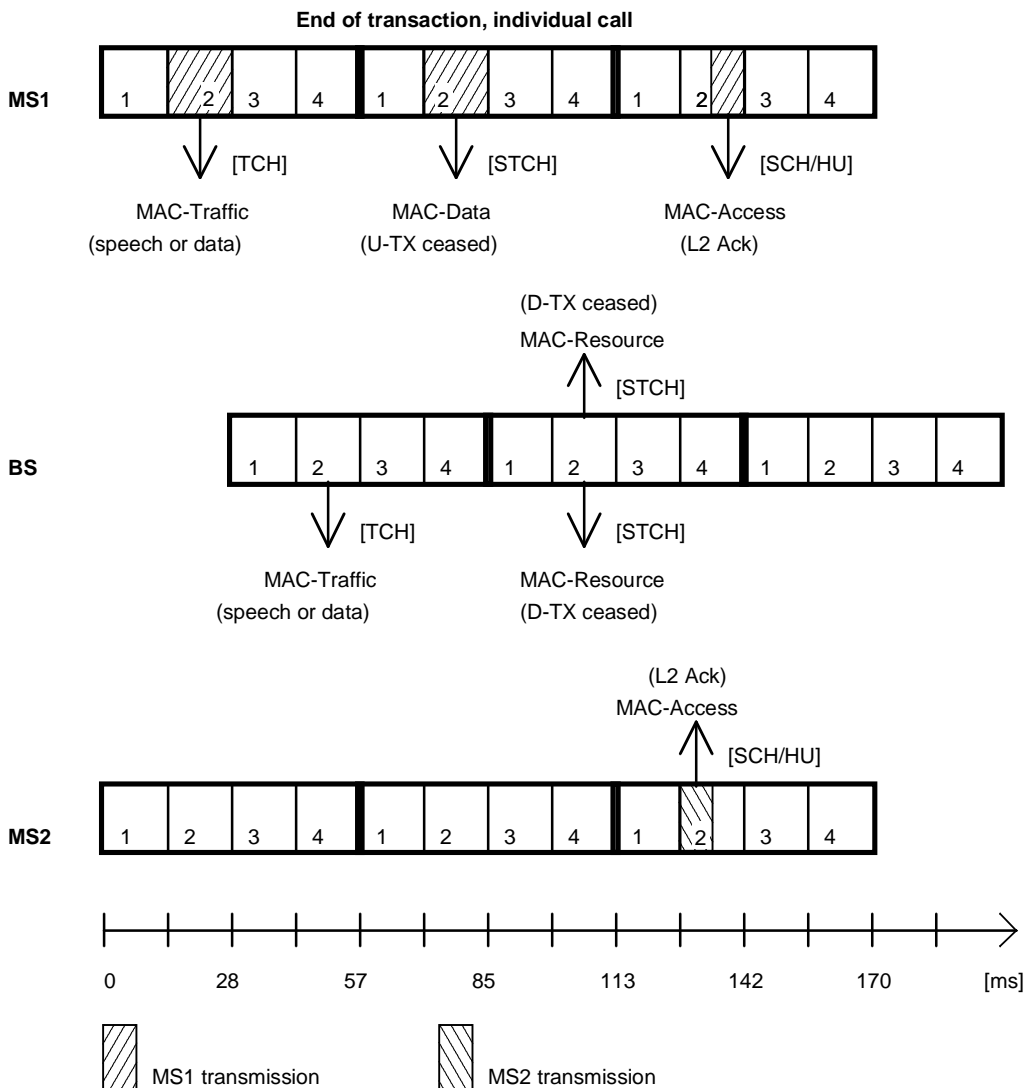 End of transaction, individual call
MS1
1 2 3 4 1 2 3 4 1 2 3 4
[TCH] [STCH] [SCH/HU]
MAC-Traffic MAC-Data MAC-Access
(speech or data) (U-TX ceased) (L2 Ack)
(D-TX ceased)
MAC-Resource
[STCH]
BS
1 2 3 4 1 2 3 4 1 2 3 4
[TCH] [STCH]
MAC-Traffic MAC-Resource
(speech or data) (D-TX ceased)
(L2 Ack)
MAC-Access
[SCH/HU]
MS2
1 2 3 4 1 2 3 4 1 2 3 4
0 28 57 85 113 142 170 [ms]
MS1 transmission MS2 transmission